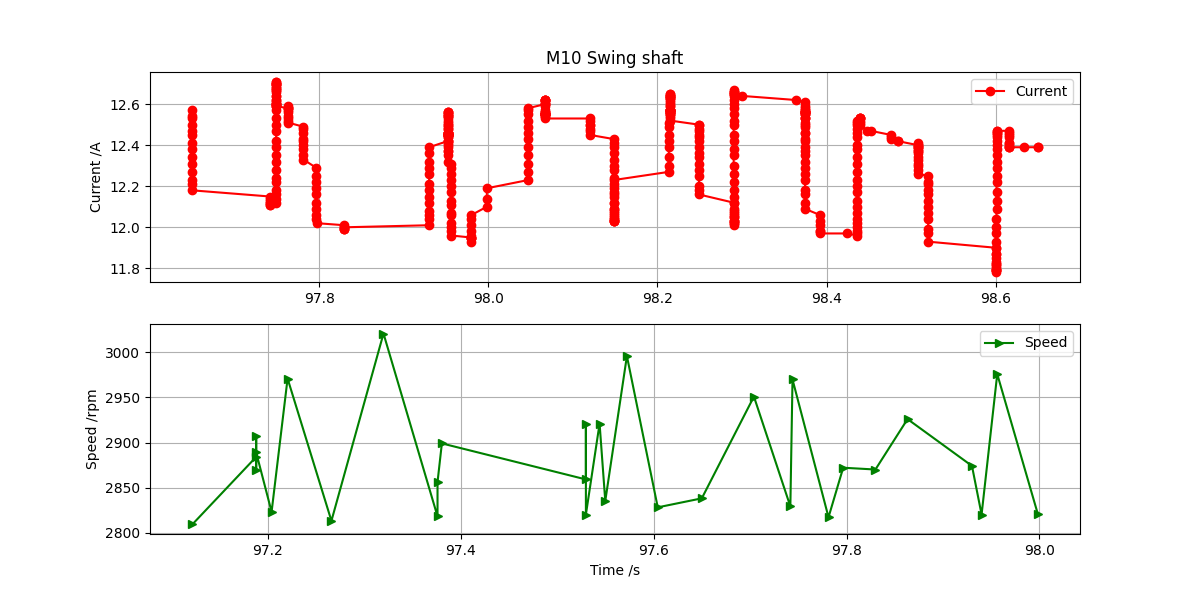 M10 Swing shaft
Current /A
12.6
12.4
12.2
12.0
11.8
Current
97.8 98.0 98.2 98.4 98.6
Speed /rpm
3000
2950
2900
2850
2800
Speed
97.2 97.4 97.6 97.8 98.0
Time /s